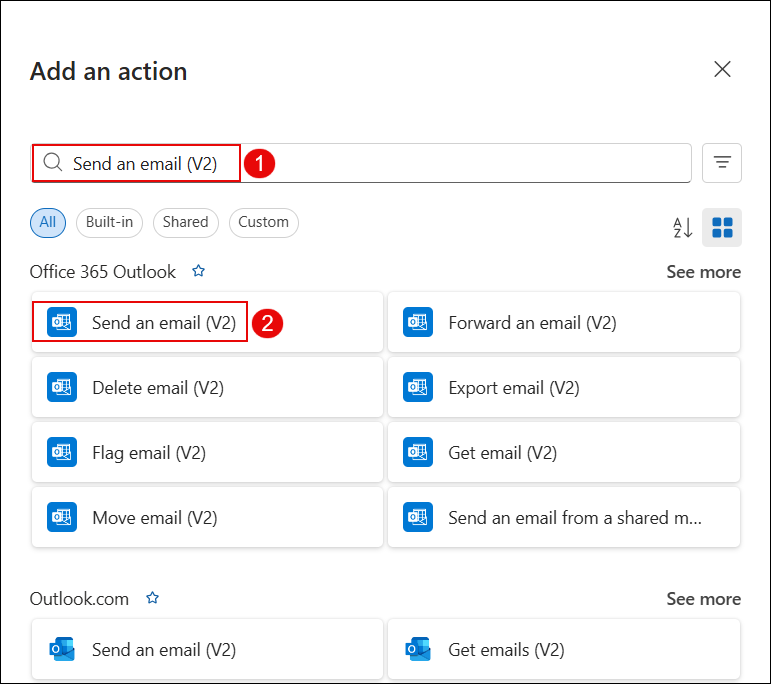 Add an action
Send an email (V2) 1
All Built-in Shared Custom A Z
Office 365 Outlook See more
Send an email (V2) 2 Forward an email (V2)
Delete email (V2) Export email (V2)
Flag email (V2) Get email (V2)
Move email (V2) Send an email from a shared m...
Outlook.com See more
Send an email (V2) Get emails (V2)